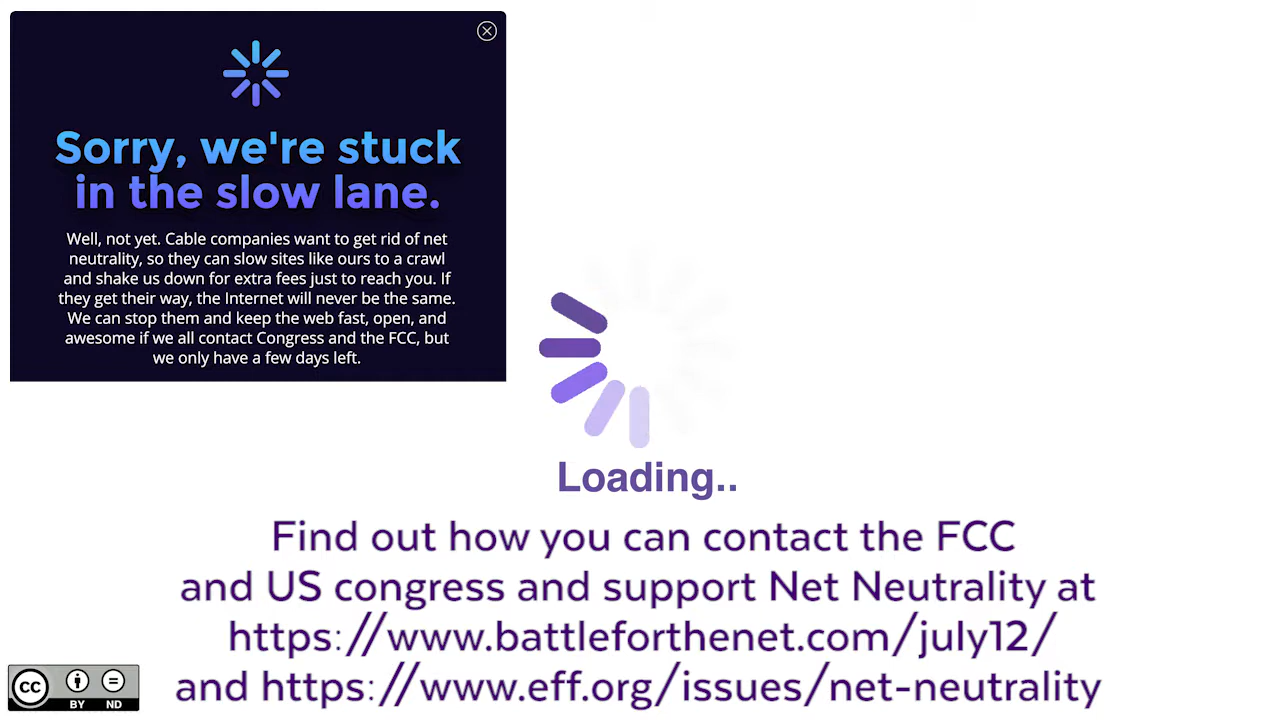 Sorry, we're stuck
in the slow lane.
Well, not yet. Cable companies want to get rid of net
neutrality, so they can slow sites like ours to a crawl
and shake us down for extra fees just to reach you. If
they get their way, the Internet will never be the same.
We can stop them and keep the web fast, open, and
awesome if we all contact Congress and the FCC, but
we only have a few days left.
Loading..
Find out how you can contact the FCC
and US congress and support Net Neutrality at
https://www.battleforthenet.com/july12/
and https://www.eff.org/issues/net-neutrality
CC
BY ND